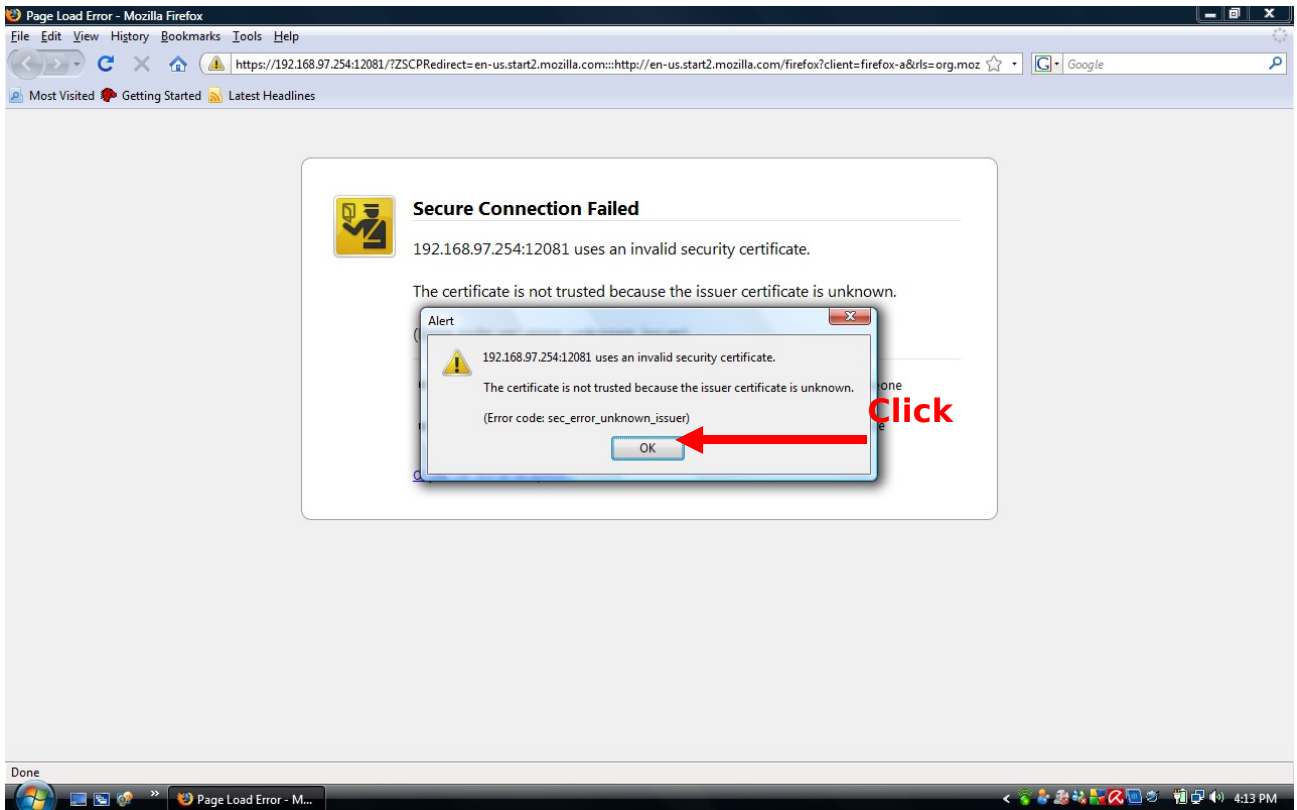 Page Load Error - Mozilla Firefox
File Edit View History Bookmarks Tools Help
https://192.168.97.254:12081/?ZSCPRedirect=en-us.start2.mozilla.com:::http://en-us.start2.mozilla.com/firefox?client=firefox-a&rls=org.moz
G Google
Most Visited Getting Started Latest Headlines
Secure Connection Failed
192.168.97.254:12081 uses an invalid security certificate.
The certificate is not trusted because the issuer certificate is unknown.
Alert
192.168.97.254:12081 uses an invalid security certificate.
The certificate is not trusted because the issuer certificate is unknown.
(Error code: sec_error_unknown_issuer)
Click
OK
Done
Page Load Error - M...
4:13 PM